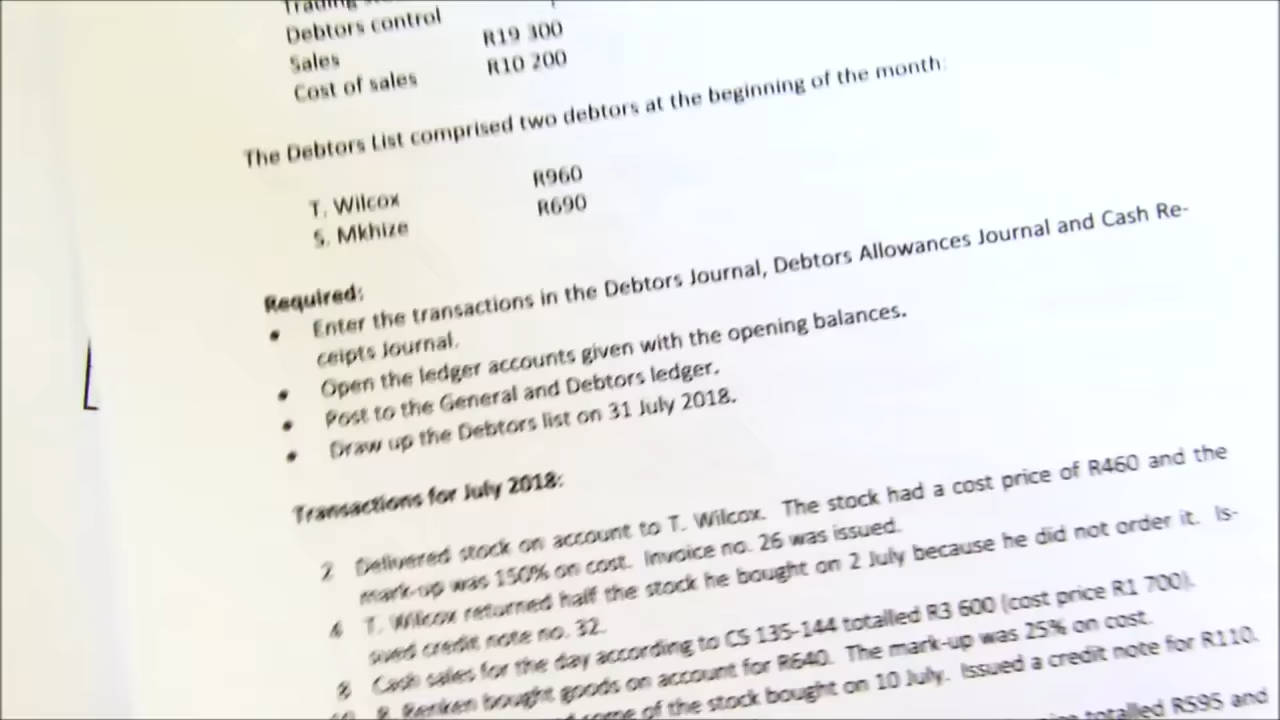 Trading
Debtors control
Sales R19 300
Cost of sales R10 200
The Debtors List comprised two debtors at the beginning of the month:
T. Wilcox R960
S. Mkhize R690
Required:
• Enter the transactions in the Debtors Journal, Debtors Allowances Journal and Cash Re-
ceipts Journal.
• Open the ledger accounts given with the opening balances.
• Post to the General and Debtors ledger.
• Draw up the Debtors list on 31 July 2018.
Transactions for July 2018:
2 Delivered stock on account to T. Wilcox. The stock had a cost price of R460 and the
mark-up was 150% on cost. Invoice no. 26 was issued.
4 T. Wilcox returned half the stock he bought on 2 July because he did not order it. Is-
sued credit note no. 32.
8 Cash sales for the day according to CS 135-144 totalled R3 600 (cost price R1 700).
10 R. Renken bought goods on account for R640. The mark-up was 25% on cost.
some of the stock bought on 10 July. Issued a credit note for R110.
totalled R595 and